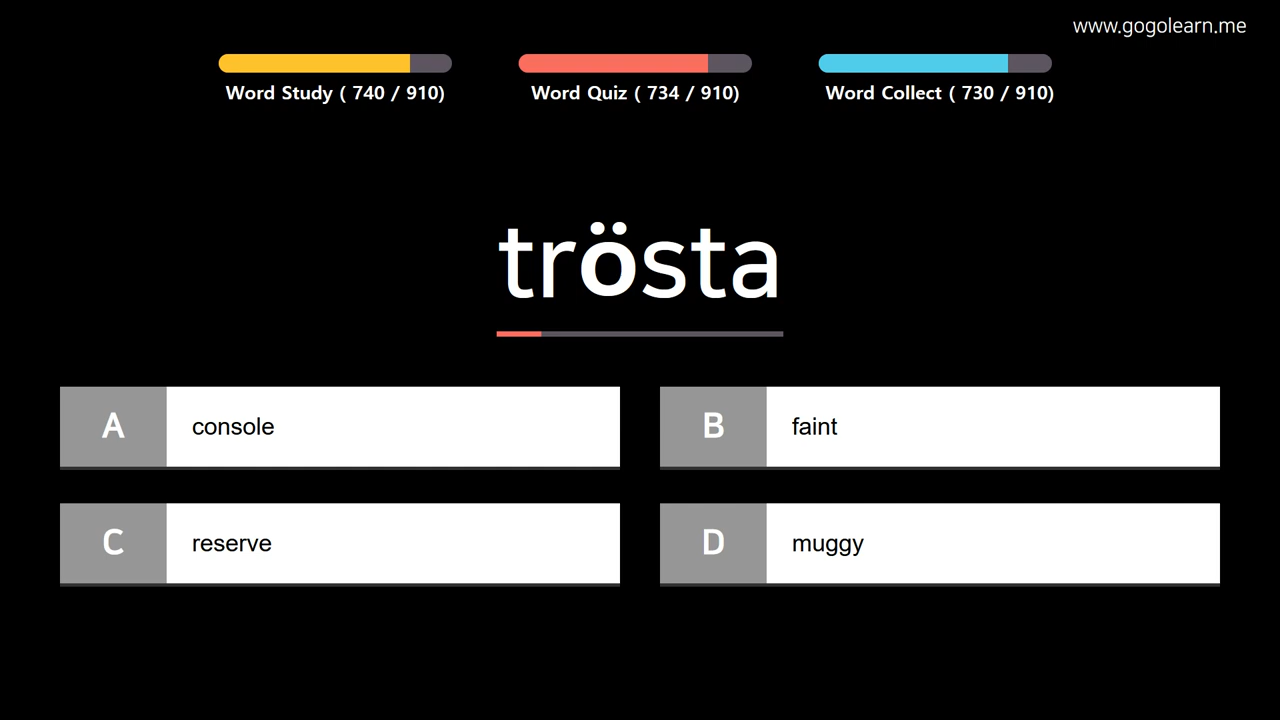 www.gogolearn.me
Word Study ( 740 / 910)
Word Quiz ( 734 / 910)
Word Collect ( 730 / 910)
trösta
A console
B faint
C reserve
D muggy